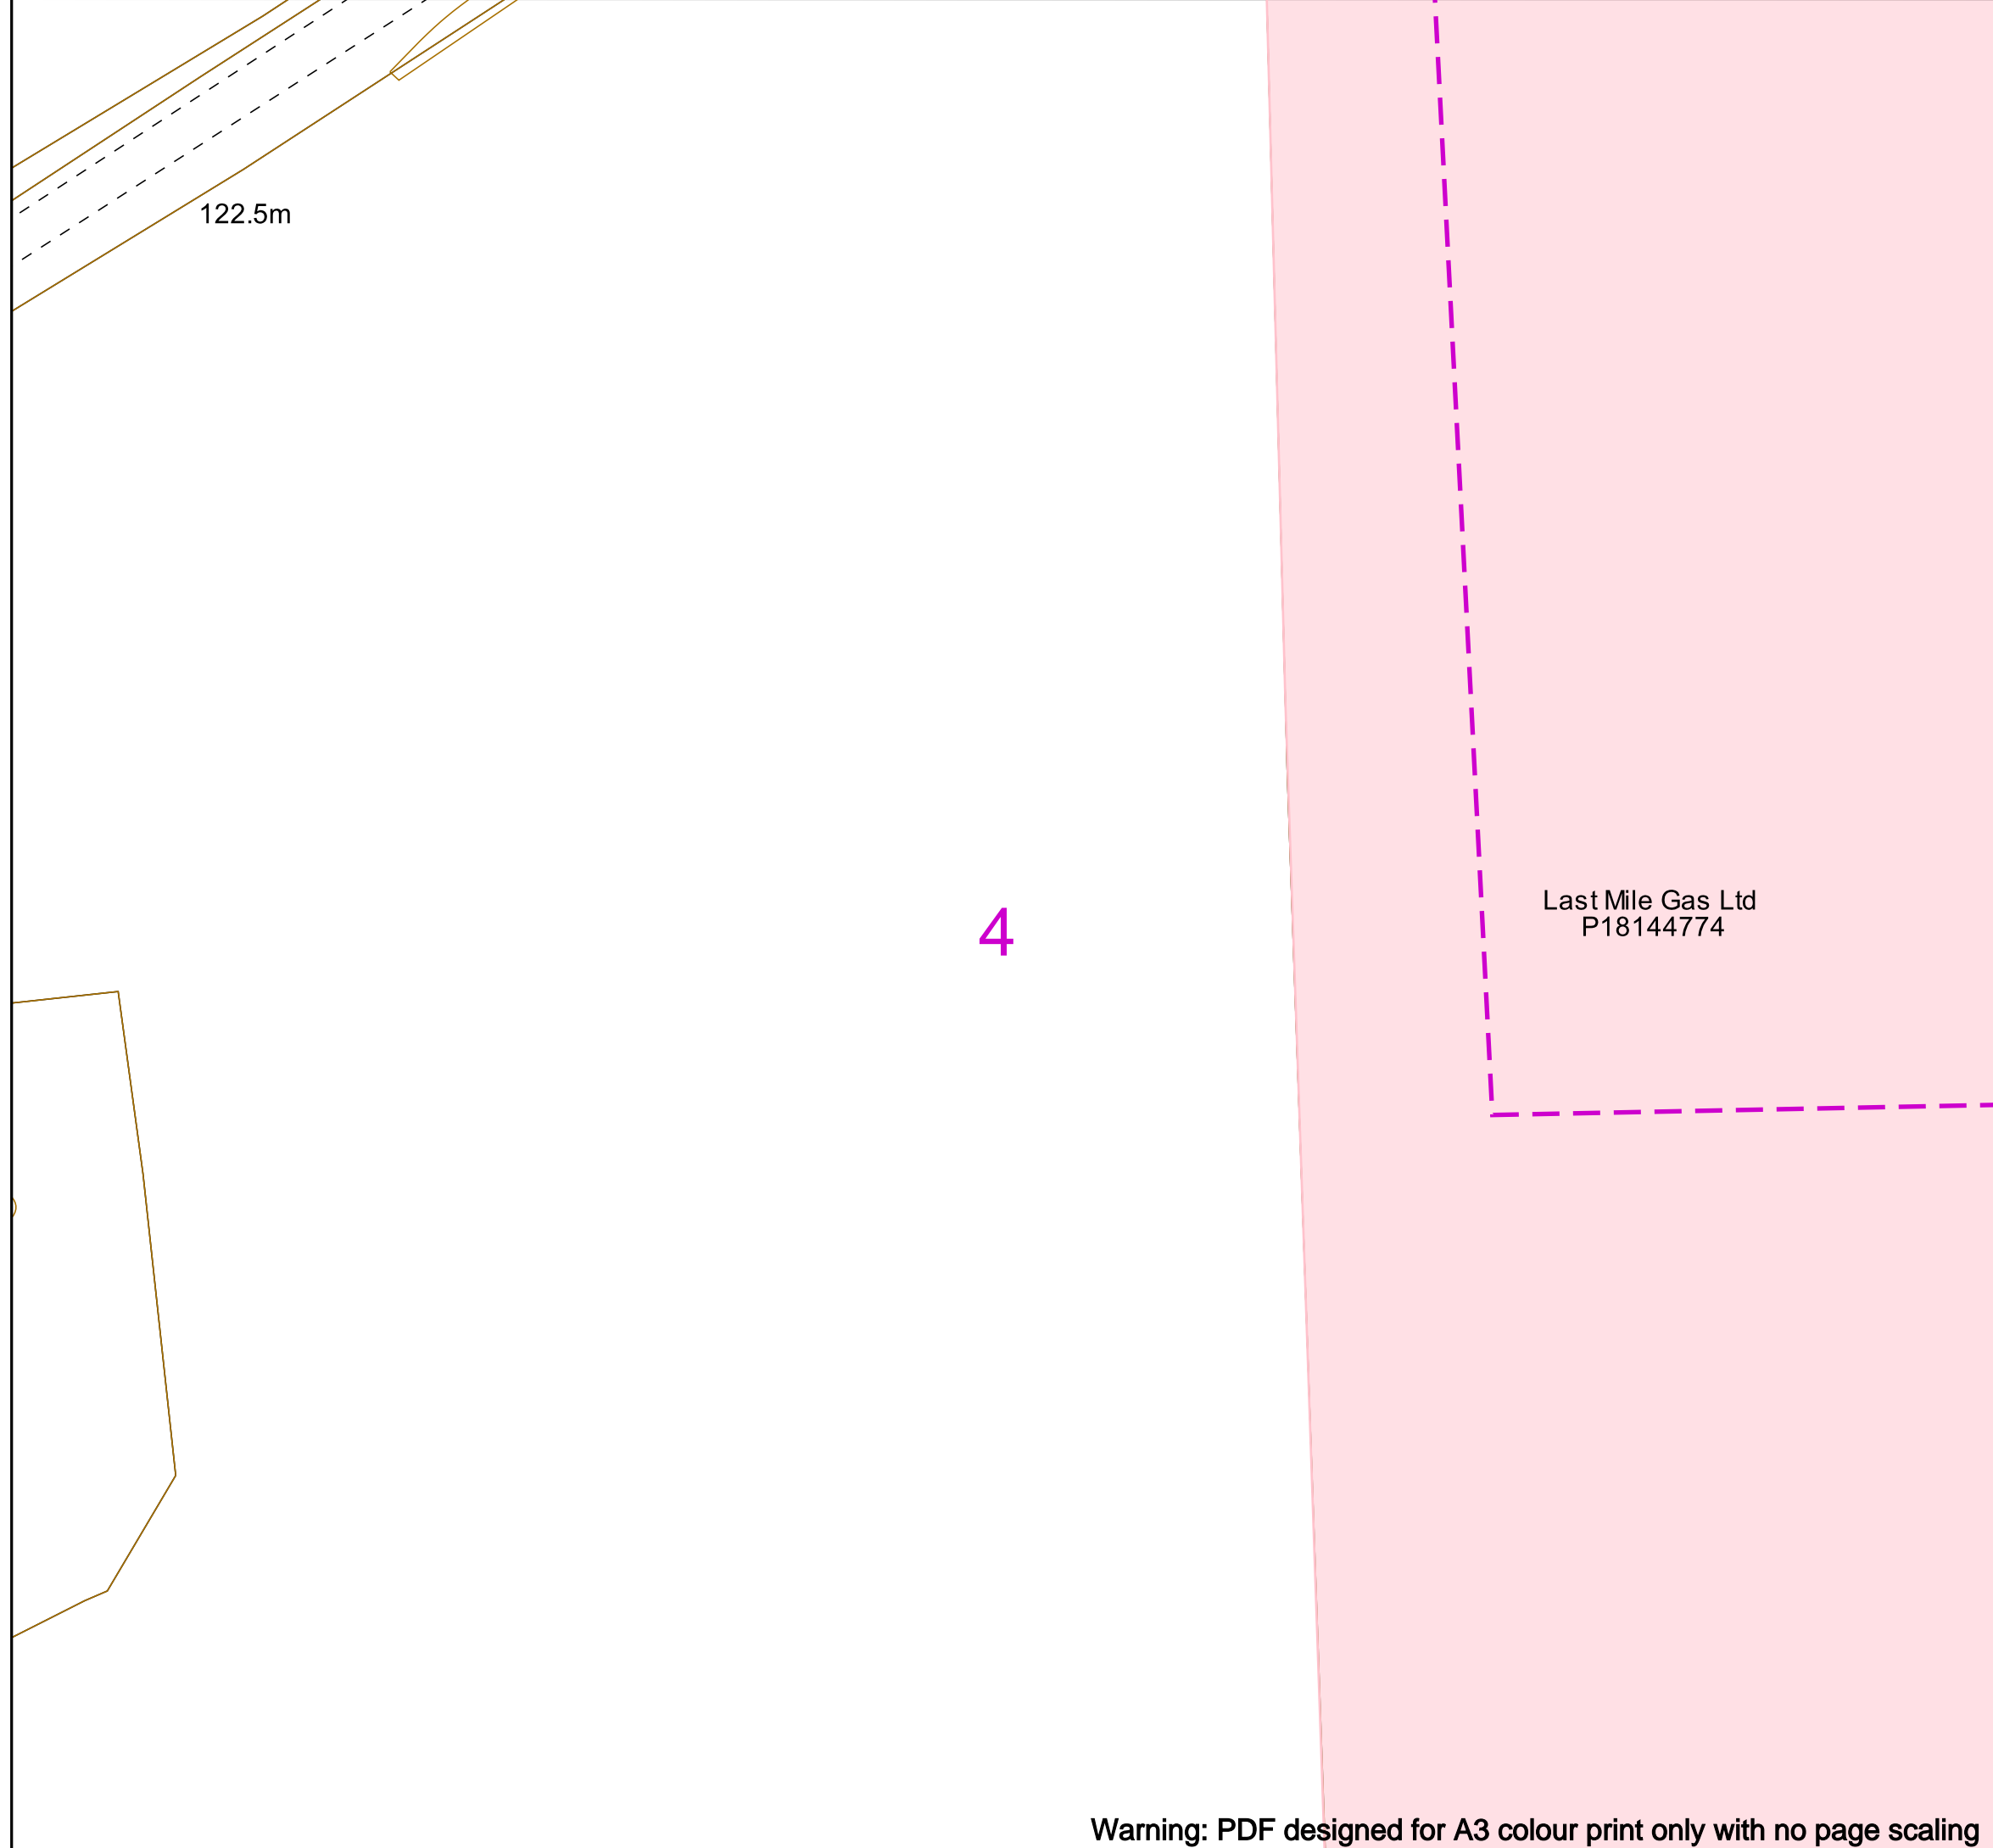 122.5m
Last Mile Gas Ltd
P18144774
4
Warning: PDF designed for A3 colour print only with no page scaling